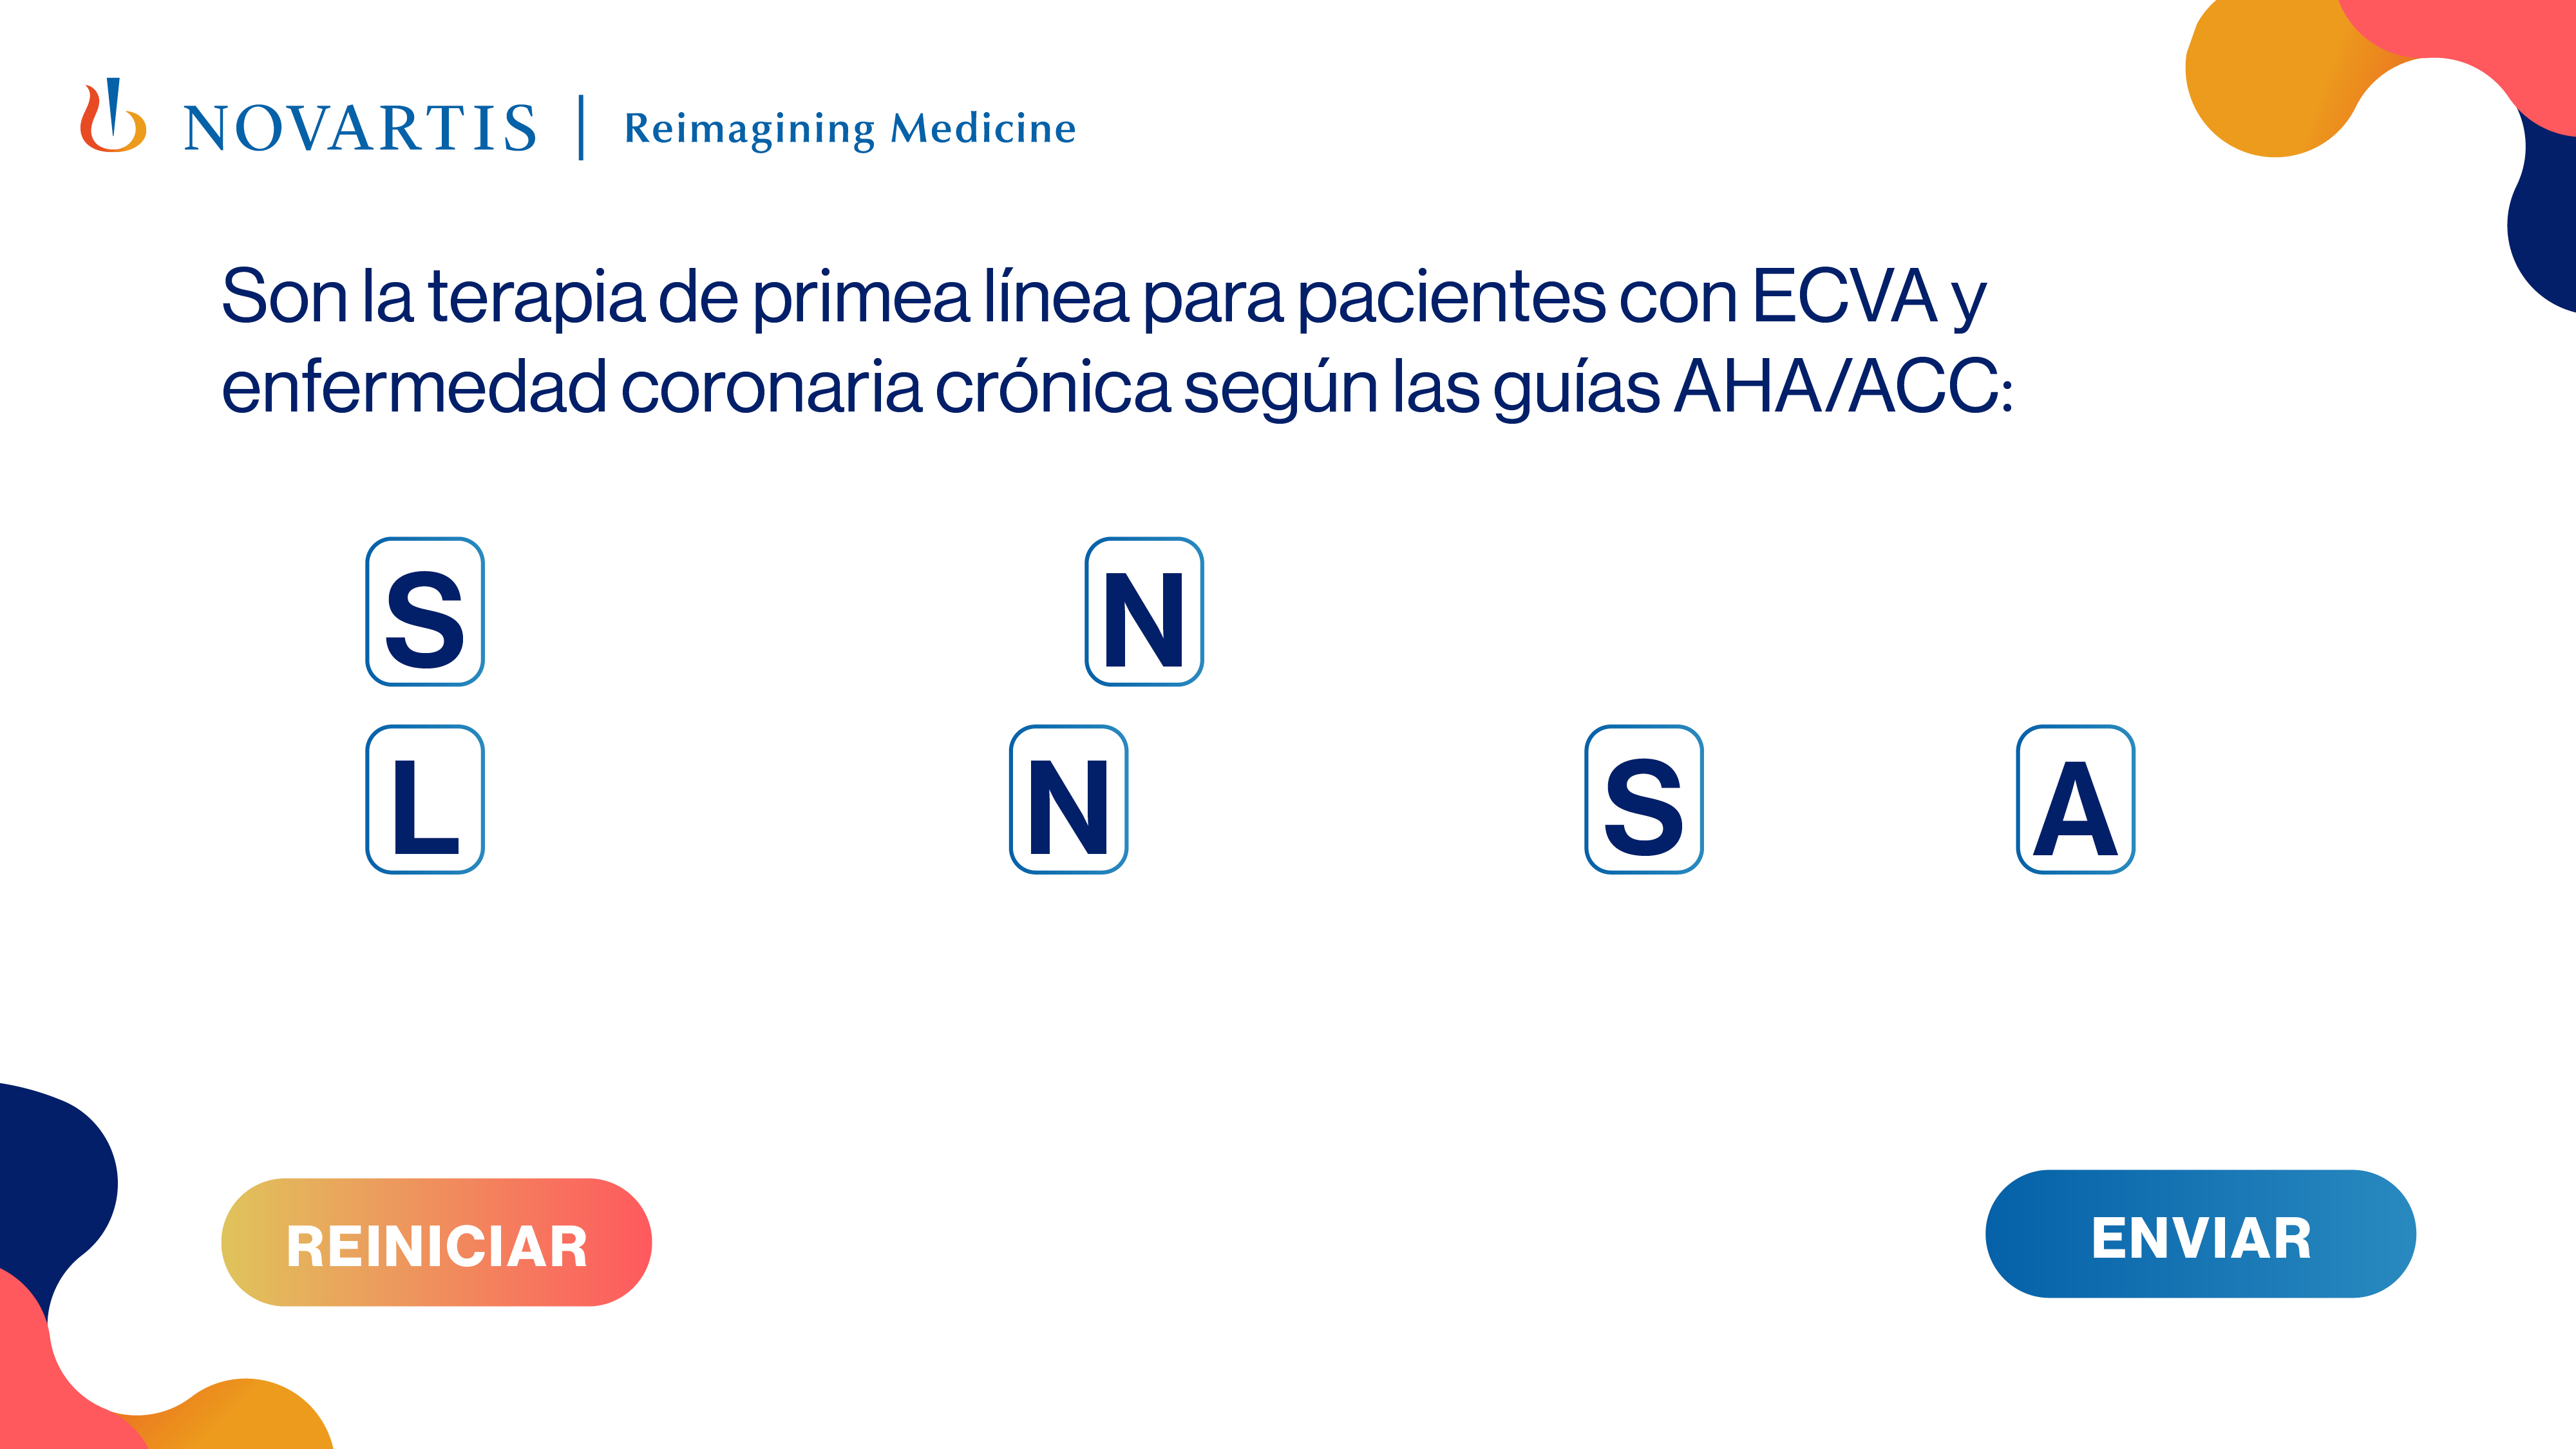 NOVARTIS | Reimagining Medicine
Son la terapia de primea línea para pacientes con ECVA y
enfermedad coronaria crónica según las guías AHA/ACC:
S N
L N S A
REINICIAR ENVIAR